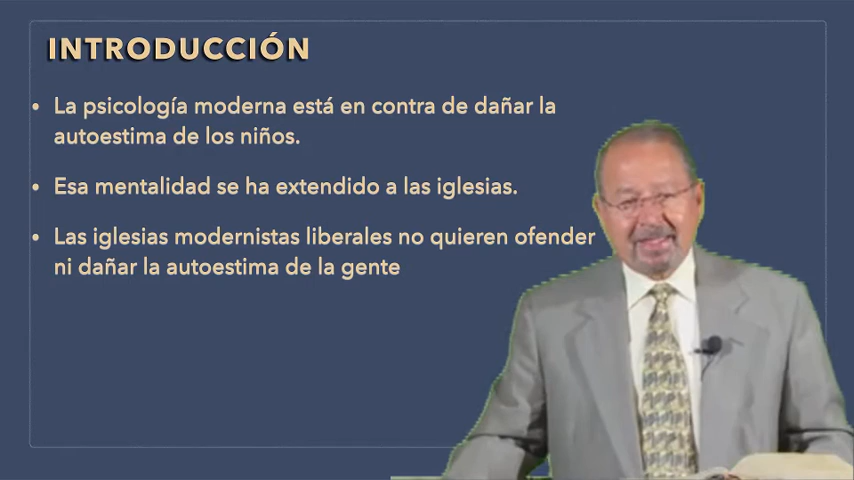 INTRODUCCIÓN
• La psicología moderna está en contra de dañar la
autoestima de los niños.
• Esa mentalidad se ha extendido a las iglesias.
• Las iglesias modernistas liberales no quieren ofender
ni dañar la autoestima de la gente